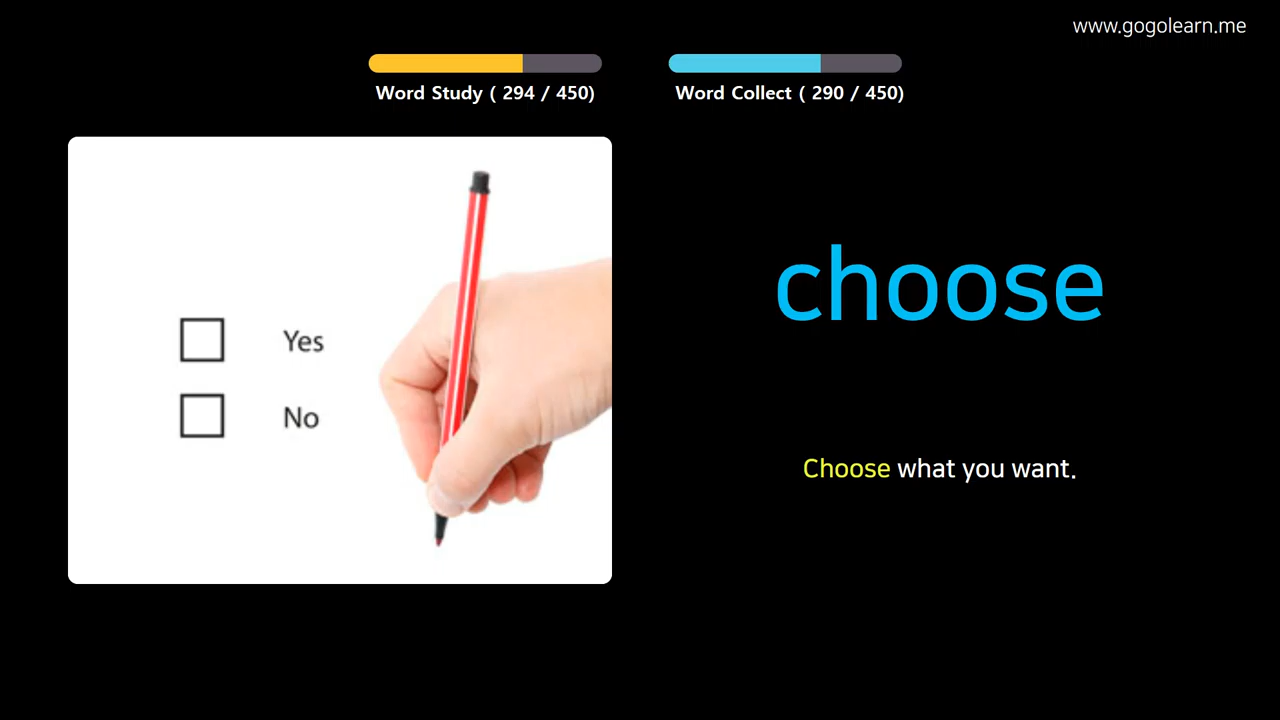 www.gogolearn.me
Word Study ( 294 / 450)
Word Collect ( 290 / 450)
Yes
No
choose
Choose what you want.